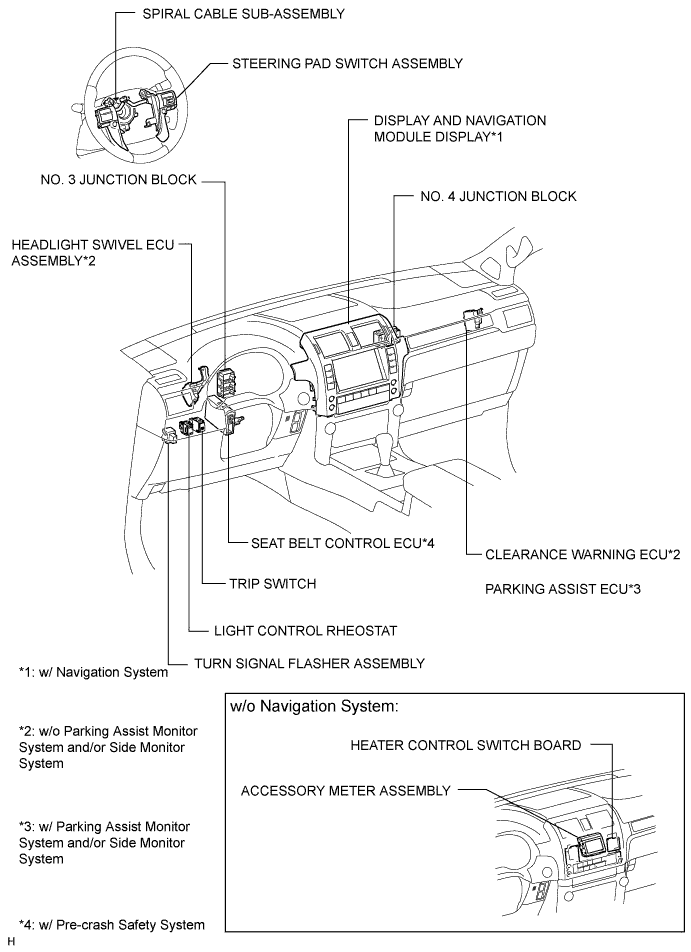 SPIRAL CABLE SUB-ASSEMBLY
STEERING PAD SWITCH ASSEMBLY
DISPLAY AND NAVIGATION
MODULE DISPLAY*1
NO. 3 JUNCTION BLOCK
NO. 4 JUNCTION BLOCK
HEADLIGHT SWIVEL ECU
ASSEMBLY*2
SEAT BELT CONTROL ECU*4
CLEARANCE WARNING ECU*2
TRIP SWITCH
PARKING ASSIST ECU*3
LIGHT CONTROL RHEOSTAT
TURN SIGNAL FLASHER ASSEMBLY
*1: w/ Navigation System
*2: w/o Parking Assist Monitor
System and/or Side Monitor
System
*3: w/ Parking Assist Monitor
System and/or Side Monitor
System
*4: w/ Pre-crash Safety System
w/o Navigation System:
HEATER CONTROL SWITCH BOARD
ACCESSORY METER ASSEMBLY
H